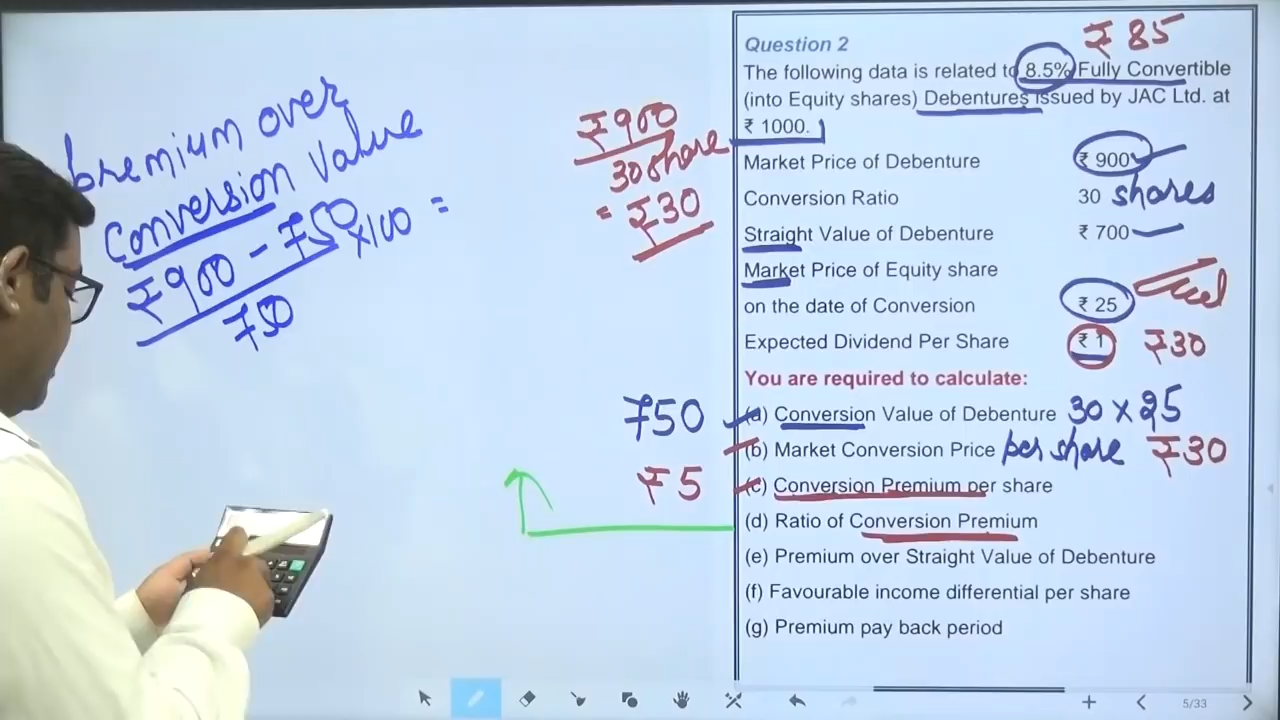 premium over
Conversion Value
₹900 - 750 ×100 =
750
₹900
30 share
= ₹30
750
₹5
₹85
Question 2
The following data is related to 8.5% Fully Convertible
(into Equity shares) Debentures issued by JAC Ltd. at
₹ 1000.
Market Price of Debenture ₹ 900
Conversion Ratio 30 shares
Straight Value of Debenture ₹ 700
Market Price of Equity share
on the date of Conversion ₹ 25
Expected Dividend Per Share ₹ 1 ₹30
You are required to calculate:
(a) Conversion Value of Debenture 30 × 25
(b) Market Conversion Price per share ₹30
(c) Conversion Premium per share
(d) Ratio of Conversion Premium
(e) Premium over Straight Value of Debenture
(f) Favourable income differential per share
(g) Premium pay back period
5/33